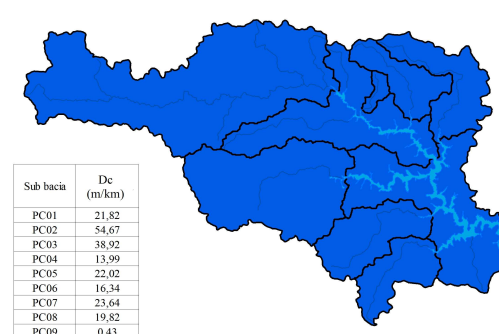 Sub bacia Dc (m/km)
PC01 21,82
PC02 54,67
PC03 38,92
PC04 13,99
PC05 22,02
PC06 16,34
PC07 23,64
PC08 19,82
PC09 0,43